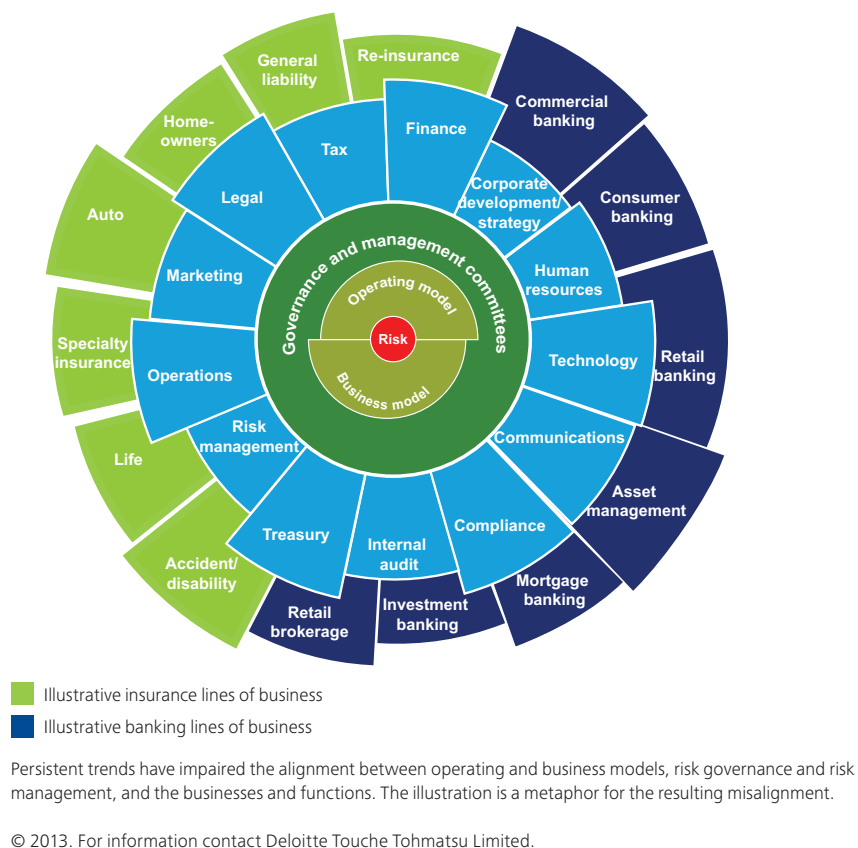 General
liability
Re-insurance
Commercial
banking
Home-
owners
Tax
Finance
Legal
Corporate
development/
strategy
Consumer
banking
Auto
Marketing
Governance and management committees
Operating model
Human
resources
Specialty
insurance
Operations
Risk
Technology
Retail
banking
Business model
Life
Risk
management
Communications
Asset
management
Treasury
Internal
audit
Compliance
Accident/
disability
Retail
brokerage
Investment
banking
Mortgage
banking
Illustrative insurance lines of business
Illustrative banking lines of business
Persistent trends have impaired the alignment between operating and business models, risk governance and risk
management, and the businesses and functions. The illustration is a metaphor for the resulting misalignment.
© 2013. For information contact Deloitte Touche Tohmatsu Limited.